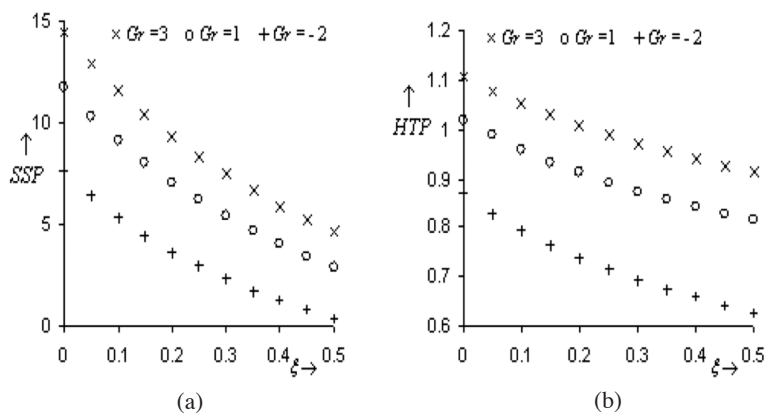 15
× Gr =3 o Gr =1 + Gr = - 2
10
↑
SSP
5
0
0 0.1 0.2 0.3 0.4 0.5
ξ→
(a)
1.2
× Gr =3 o Gr =1 + Gr = - 2
1.1
↑
HTP
1
0.9
0.8
0.7
0.6
0 0.1 0.2 0.3 0.4 0.5
ξ→
(b)